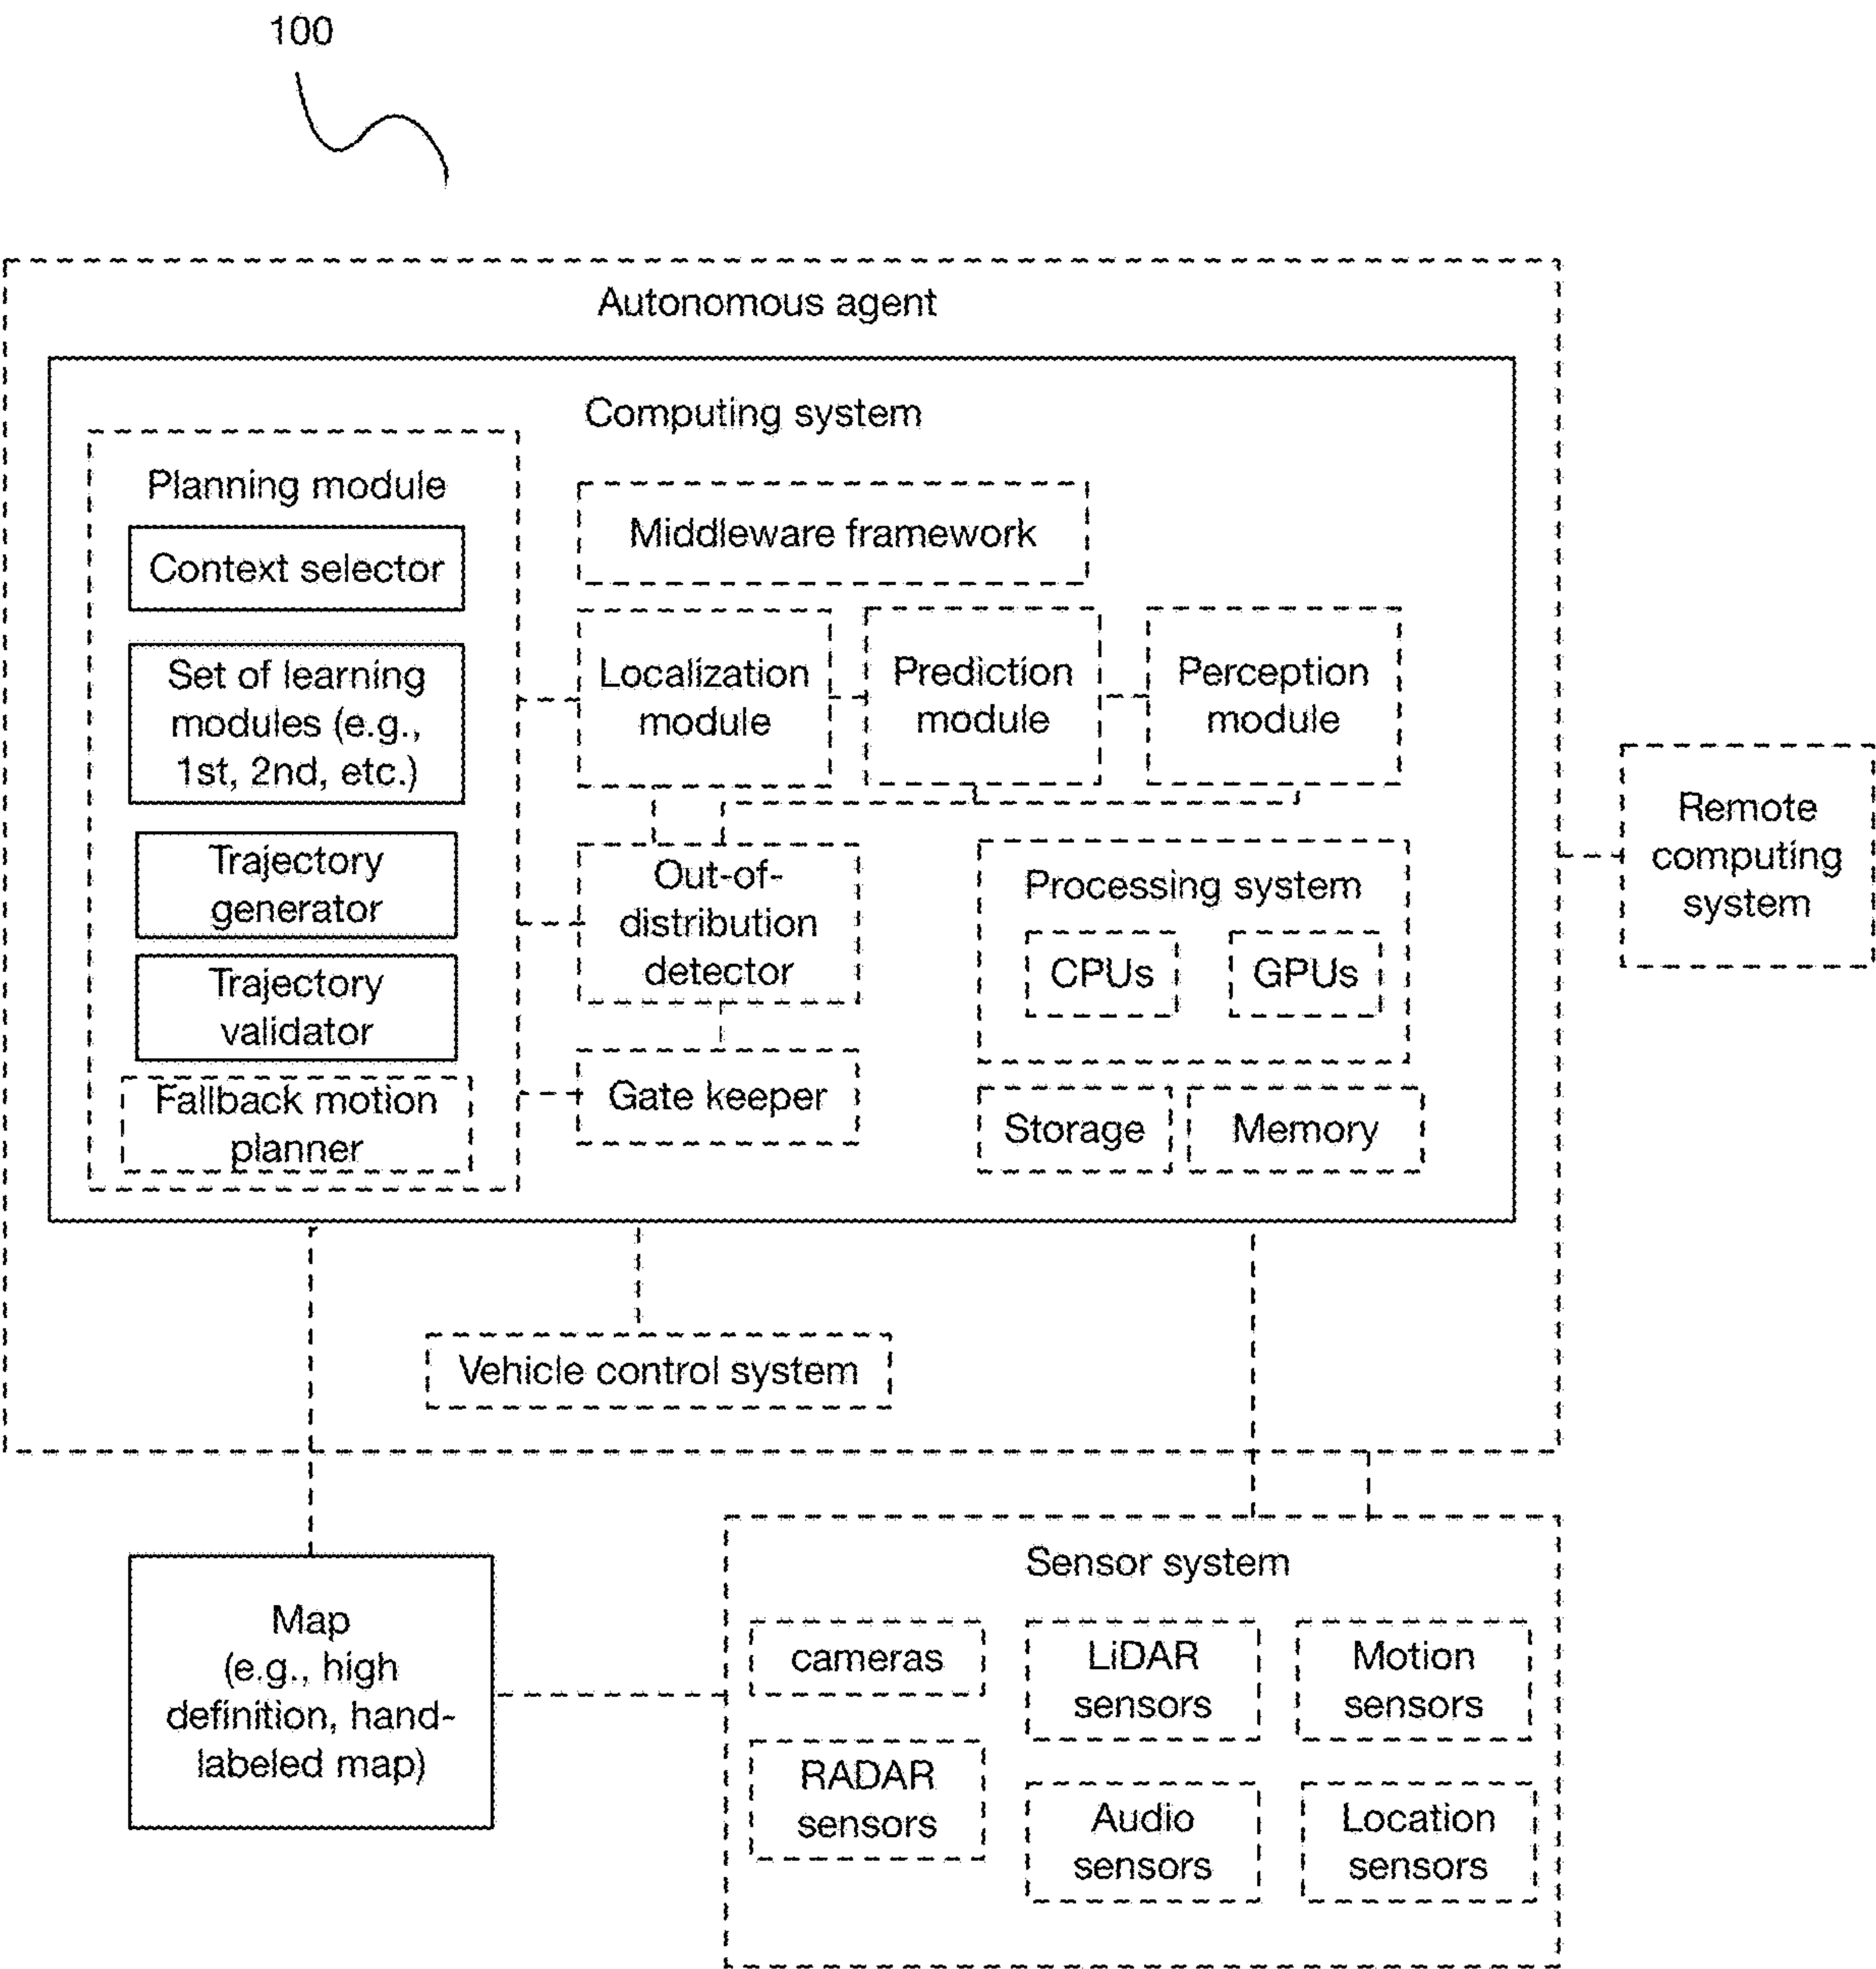 100
Autonomous agent
Computing system
Planning module
Context selector
Set of learning
modules (e.g.,
1st, 2nd, etc.)
Trajectory
generator
Trajectory
validator
Fallback motion
planner
Middleware framework
Localization
module
Prediction
module
Perception
module
Out-of-
distribution
detector
Gate keeper
Processing system
CPUs
GPUs
Storage
Memory
Remote
computing
system
Vehicle control system
Map
(e.g., high
definition, hand-
labeled map)
Sensor system
cameras
LiDAR
sensors
Motion
sensors
RADAR
sensors
Audio
sensors
Location
sensors